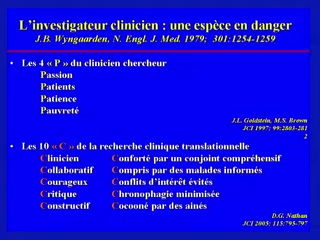 L’investigateur clinicien : une espèce en danger
J.B. Wyngaarden, N. Engl. J. Med. 1979; 301:1254-1259
• Les 4 « P » du clinicien chercheur
Passion
Patients
Patience
Pauvreté
J.L. Goldstein, M.S. Brown
JCI 1997; 99:2803-281
2
• Les 10 « C » de la recherche clinique translationnelle
Clinicien Conforté par un conjoint compréhensif
Collaboratif Compris par des malades informés
Courageux Conflits d’intérêt évités
Critique Chronophagie minimisée
Constructif Cocooné par des ainés
D.G. Nathan
JCI 2005; 115:795-797